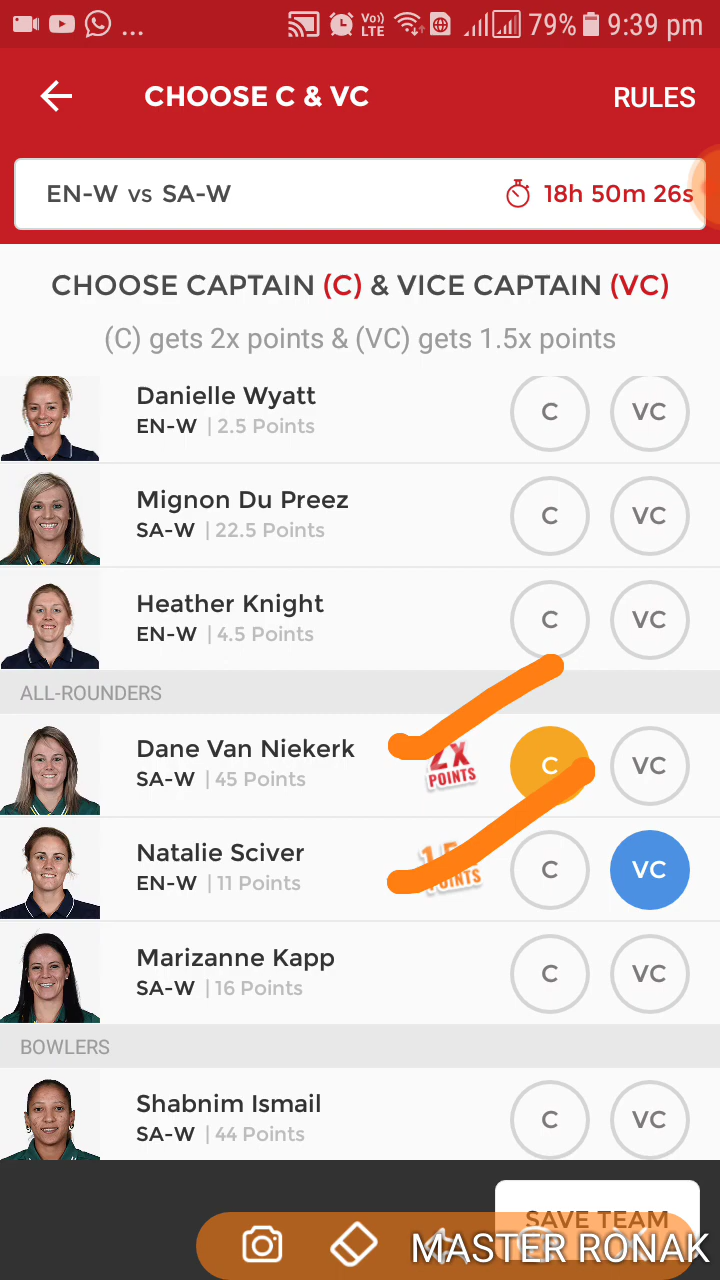 ... Vo)) LTE 79% 9:39 pm
CHOOSE C & VC RULES
EN-W vs SA-W 18h 50m 26s
CHOOSE CAPTAIN (C) & VICE CAPTAIN (VC)
(C) gets 2x points & (VC) gets 1.5x points
Danielle Wyatt
EN-W | 2.5 Points C VC
Mignon Du Preez
SA-W | 22.5 Points C VC
Heather Knight
EN-W | 4.5 Points C VC
ALL-ROUNDERS
Dane Van Niekerk
SA-W | 45 Points 2X POINTS C VC
Natalie Sciver
EN-W | 11 Points C VC
Marizanne Kapp
SA-W | 16 Points C VC
BOWLERS
Shabnim Ismail
SA-W | 44 Points C VC
SAVE TEAM
MASTER RONAK